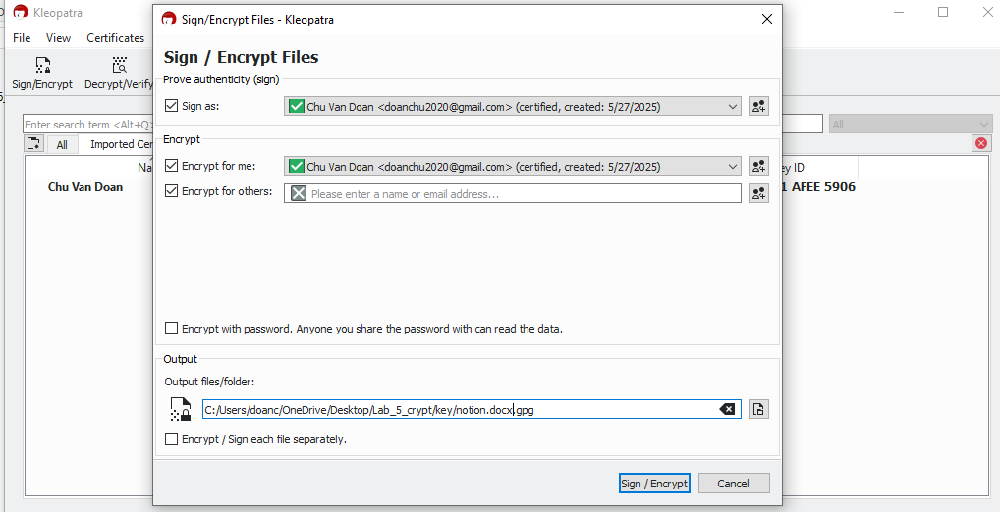 Kleopatra
File View Certificates
Sign/Encrypt Decrypt/Verify
Enter search term <Alt+Q>
All
All
Imported Cer
Na
ey ID
Chu Van Doan
1 AFEE 5906
Sign/Encrypt Files - Kleopatra
Sign / Encrypt Files
Prove authenticity (sign)
Sign as:
Chu Van Doan <doanchu2020@gmail.com> (certified, created: 5/27/2025)
Encrypt
Encrypt for me:
Chu Van Doan <doanchu2020@gmail.com> (certified, created: 5/27/2025)
Encrypt for others:
Please enter a name or email address...
Encrypt with password. Anyone you share the password with can read the data.
Output
Output files/folder:
C:/Users/doanc/OneDrive/Desktop/Lab_5_crypt/key/notion.docx.gpg
Encrypt / Sign each file separately.
Sign / Encrypt
Cancel